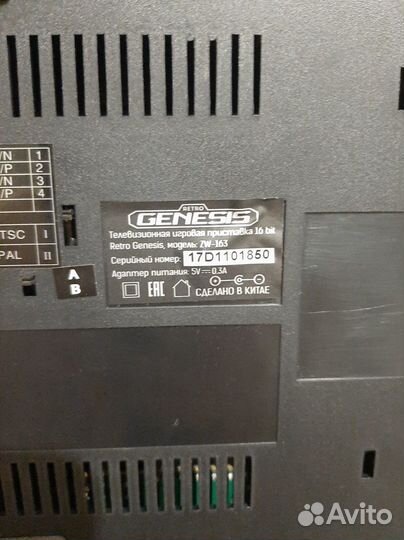 /N 1
/P 2
/N 3
/P 4
TSC I
PAL II
A
B
RETRO
GENESIS
Телевизионная игровая приставка 16 bit
Retro Genesis, модель: ZW-163
Серийный номер: 17D1101850
Адаптер питания: 5V 0.3A
EAC
СДЕЛАНО В КИТАЕ
Avito